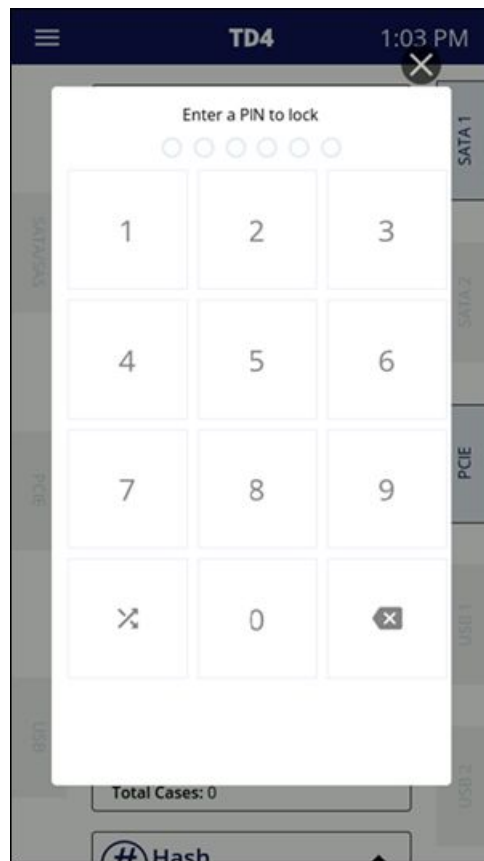 TD4 1:03 PM
Enter a PIN to lock
SATA 1
SATA/SAS
1 2 3
SATA 2
4 5 6
PCIE
PCIE
7 8 9
USB 1
0
USB
USB 2
Total Cases: 0
Hash